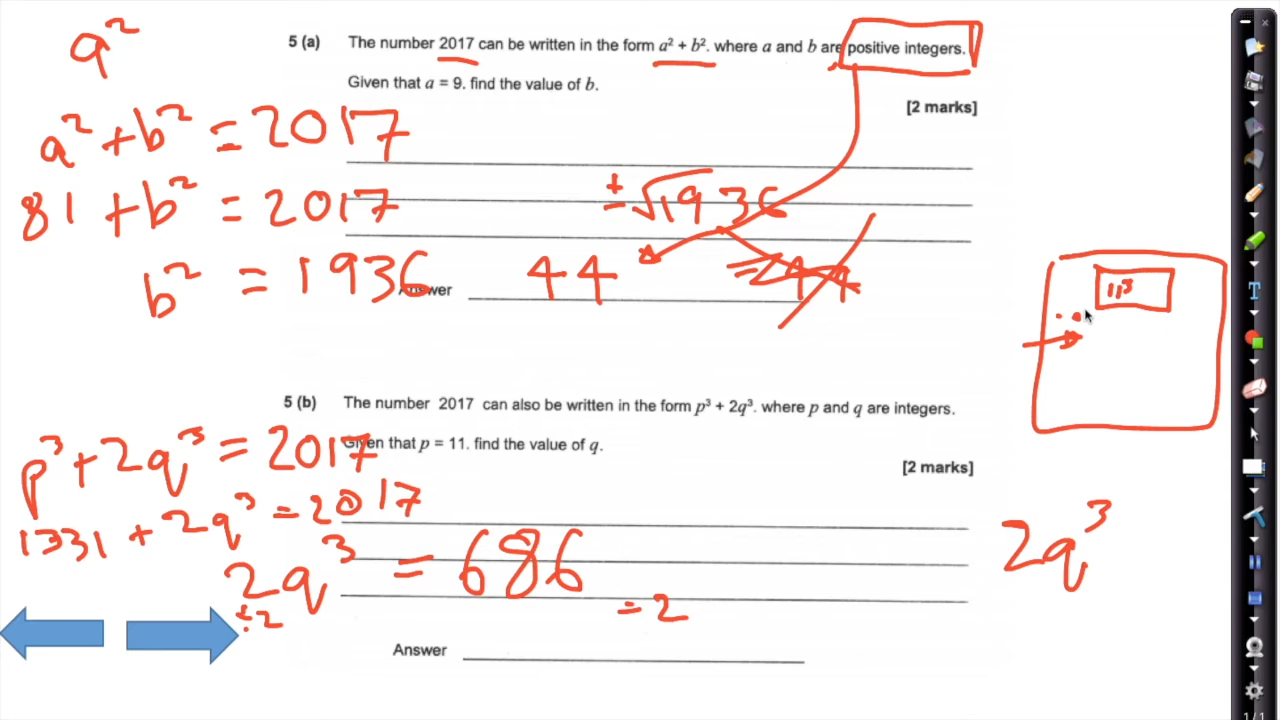 q²
5 (a) The number 2017 can be written in the form a² + b². where a and b are positive integers.
Given that a = 9. find the value of b.
[2 marks]
a² + b² = 2017
81 + b² = 2017
± √1936
b² = 1936
44
= 44
Answer
11³
5 (b) The number 2017 can also be written in the form p³ + 2q³. where p and q are integers.
Given that p = 11. find the value of q.
[2 marks]
p³ + 2q³ = 2017
1331 + 2q³ = 2017
2q³ = 686
÷2
= 2
2q³
Answer
T
1/1